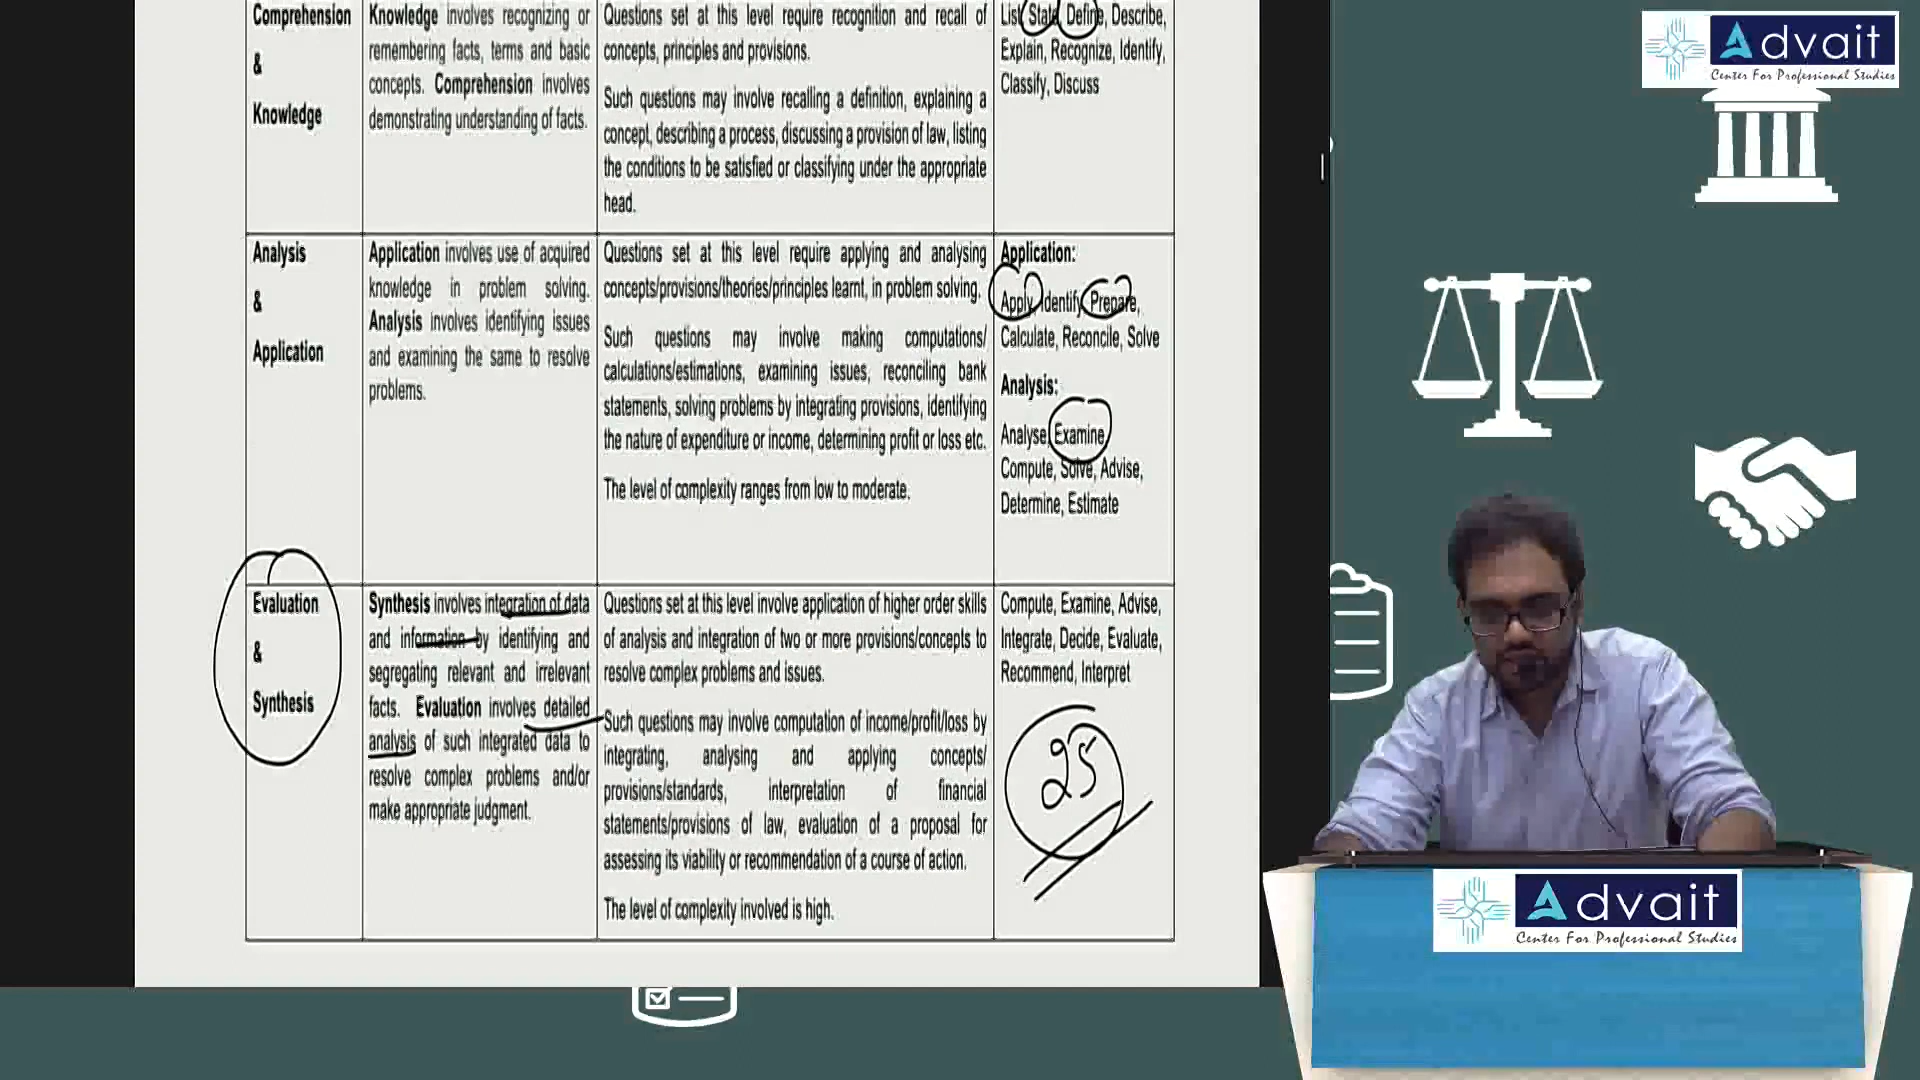 Comprehension
&
Knowledge
Knowledge involves recognizing or
remembering facts, terms and basic
concepts. Comprehension involves
demonstrating understanding of facts.
Questions set at this level require recognition and recall of
concepts, principles and provisions.
Such questions may involve recalling a definition, explaining a
concept, describing a process, discussing a provision of law, listing
the conditions to be satisfied or classifying under the appropriate
head.
List, State, Define, Describe,
Explain, Recognize, Identify,
Classify, Discuss
Analysis
&
Application
Application involves use of acquired
knowledge in problem solving.
Analysis involves identifying issues
and examining the same to resolve
problems.
Questions set at this level require applying and analysing
concepts/provisions/theories/principles learnt, in problem solving.
Such questions may involve making computations/
calculations/estimations, examining issues, reconciling bank
statements, solving problems by integrating provisions, identifying
the nature of expenditure or income, determining profit or loss etc.
The level of complexity ranges from low to moderate.
Application:
Apply, Identify, Prepare,
Calculate, Reconcile, Solve
Analysis:
Analyse, Examine,
Compute, Solve, Advise,
Determine, Estimate
Evaluation
&
Synthesis
Synthesis involves integration of data
and information by identifying and
segregating relevant and irrelevant
facts. Evaluation involves detailed
analysis of such integrated data to
resolve complex problems and/or
make appropriate judgment.
Questions set at this level involve application of higher order skills
of analysis and integration of two or more provisions/concepts to
resolve complex problems and issues.
Such questions may involve computation of income/profit/loss by
integrating, analysing and applying concepts/
provisions/standards, interpretation of financial
statements/provisions of law, evaluation of a proposal for
assessing its viability or recommendation of a course of action.
The level of complexity involved is high.
Compute, Examine, Advise,
Integrate, Decide, Evaluate,
Recommend, Interpret
25
Advait
Center For Professional Studies
Advait
Center For Professional Studies